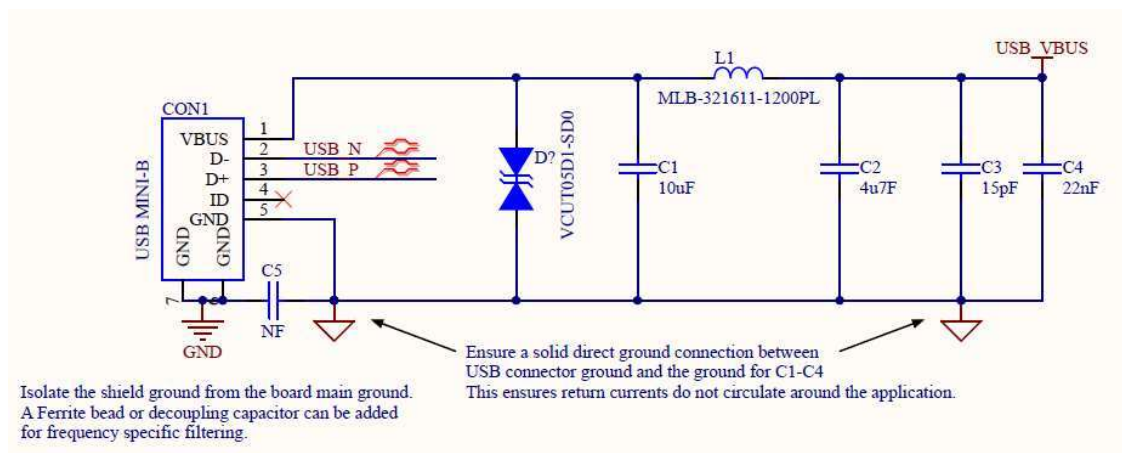 USB_VBUS
L1
MLB-321611-1200PL
CON1
VBUS 1
D- 2 USB_N
D+ 3 USB_P
ID 4
GND 5
USB MINI-B
GND GND
7 6
D?
VCUT05D1-SD0
C1
10uF
C2
4u7F
C3
15pF
C4
22nF
C5
NF
GND
Ensure a solid direct ground connection between
USB connector ground and the ground for C1-C4
This ensures return currents do not circulate around the application.
Isolate the shield ground from the board main ground.
A Ferrite bead or decoupling capacitor can be added
for frequency specific filtering.